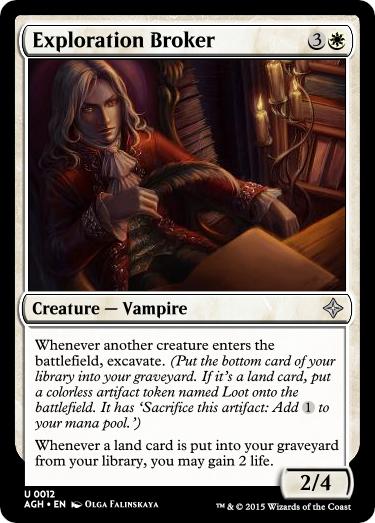 Exploration Broker 3
Creature — Vampire
Whenever another creature enters the
battlefield, excavate. (Put the bottom card of your
library into your graveyard. If it's a land card, put
a colorless artifact token named Loot onto the
battlefield. It has ‘Sacrifice this artifact: Add 1 to
your mana pool.’)
Whenever a land card is put into your graveyard
from your library, you may gain 2 life.
2/4
U 0012
AGH • EN Olga Falinskaya
™ & © 2015 Wizards of the Coast